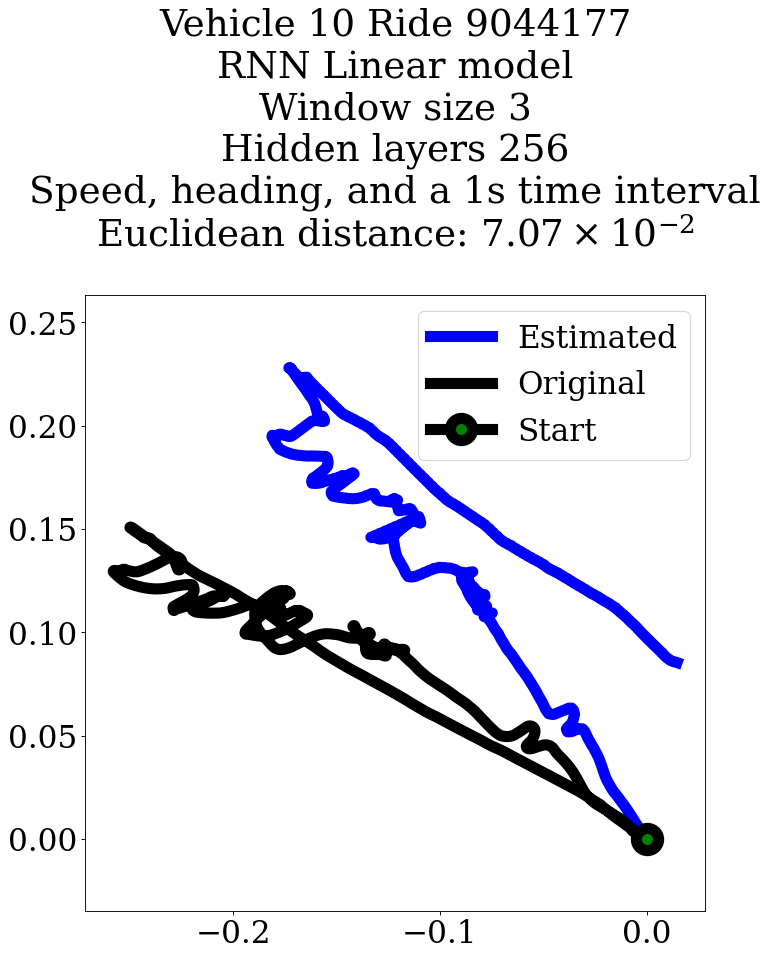 Vehicle 10 Ride 9044177
RNN Linear model
Window size 3
Hidden layers 256
Speed, heading, and a 1s time interval
Euclidean distance: 7.07 × 10⁻²
0.25
0.20
0.15
0.10
0.05
0.00
Estimated
Original
Start
−0.2
−0.1
0.0